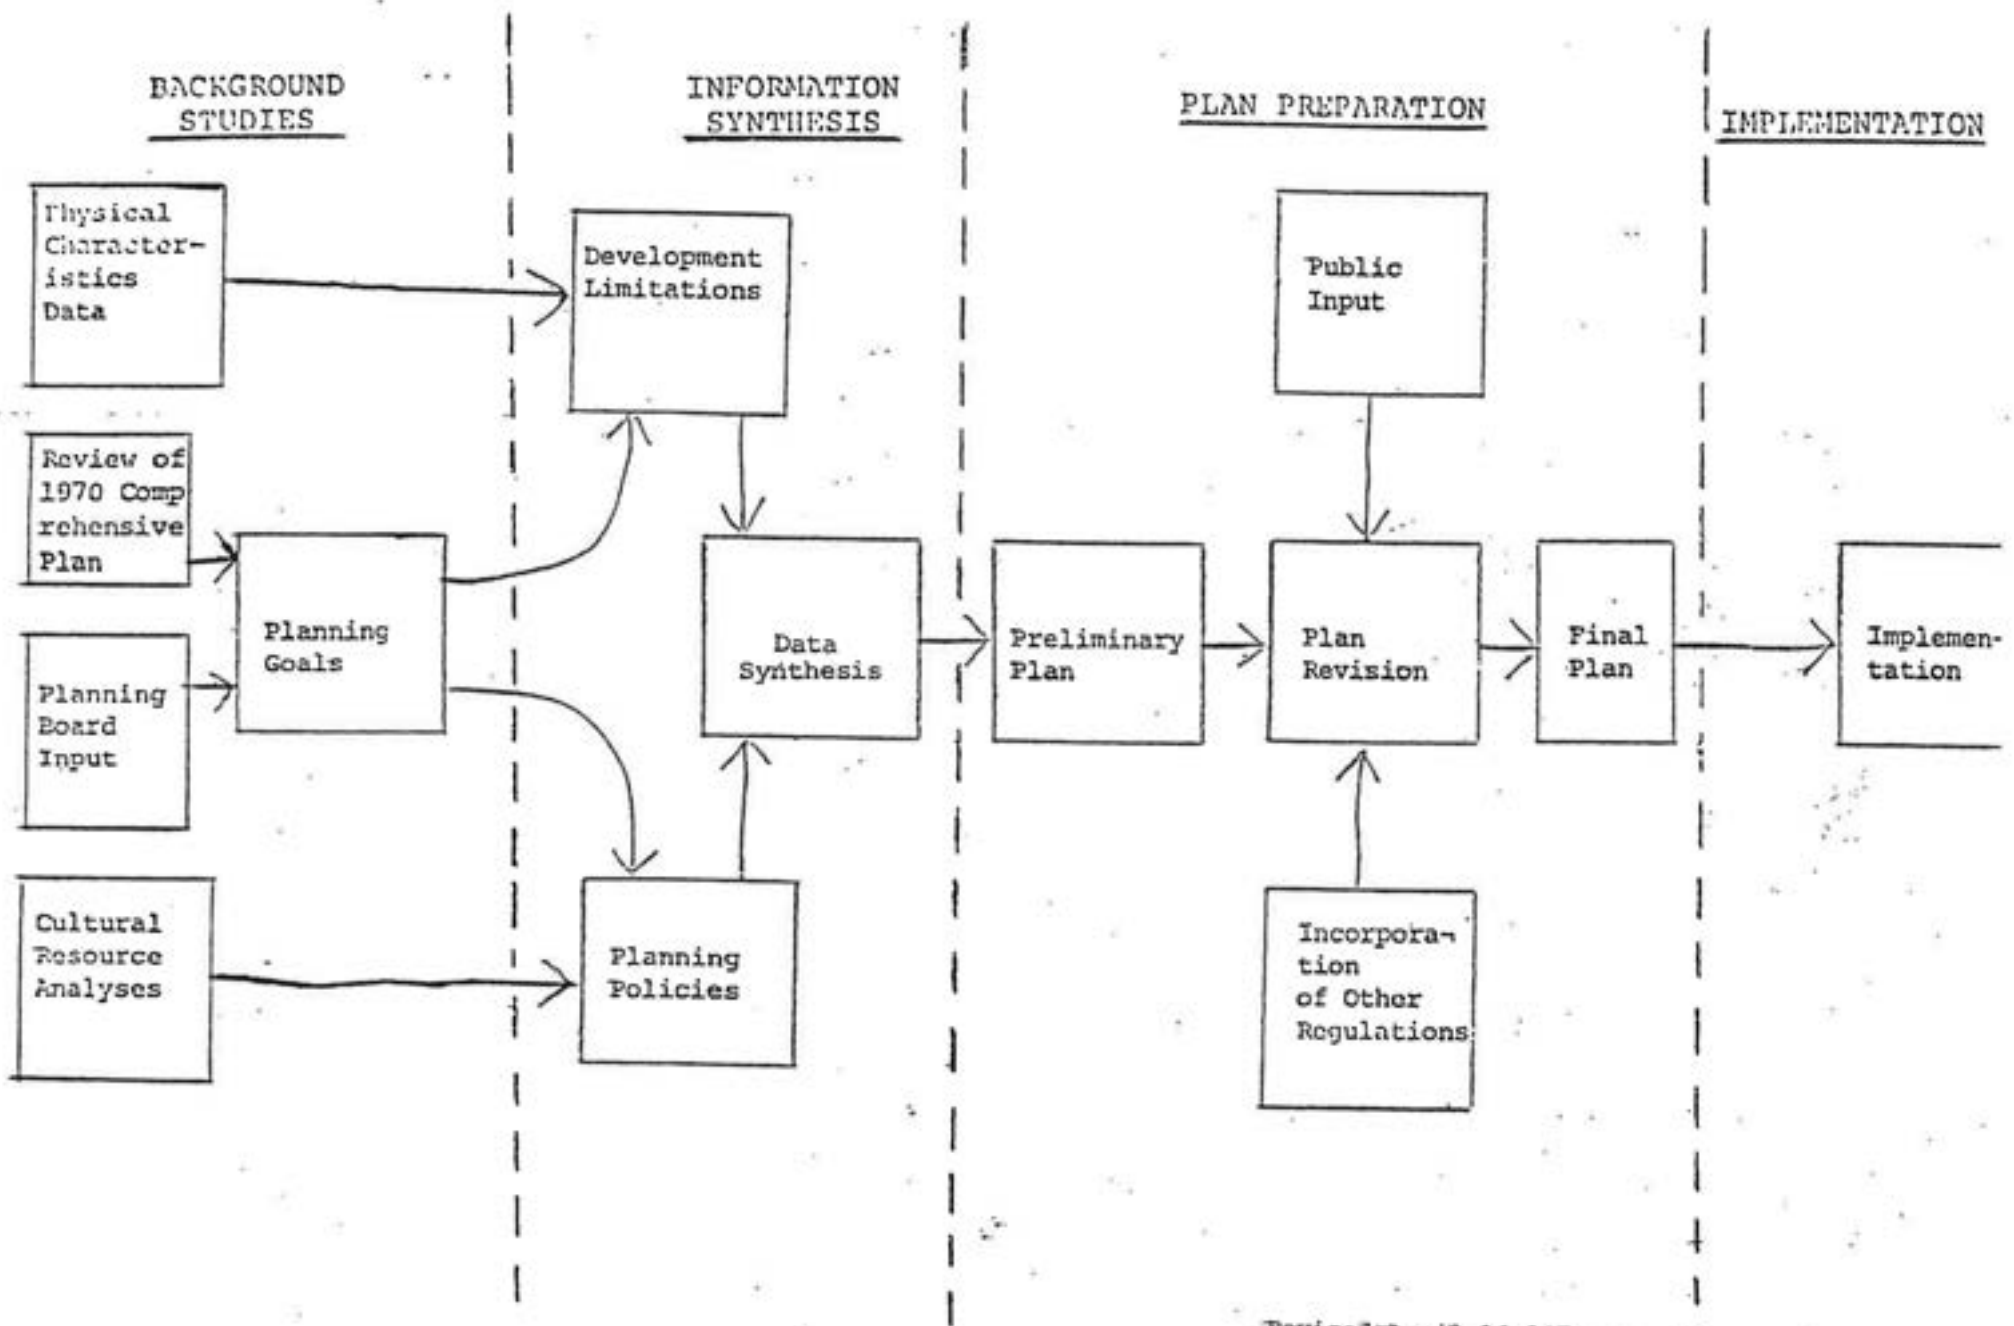 BACKGROUND
STUDIES
INFORMATION
SYNTHESIS
PLAN PREPARATION
IMPLEMENTATION
Physical
Character-
istics
Data
Development
Limitations
Public
Input
Review of
1970 Comp
rehensive
Plan
Planning
Goals
Planning
Board
Input
Data
Synthesis
Preliminary
Plan
Plan
Revision
Final
Plan
Implemen-
tation
Cultural
Resource
Analyses
Planning
Policies
Incorpora-
tion
of Other
Regulations